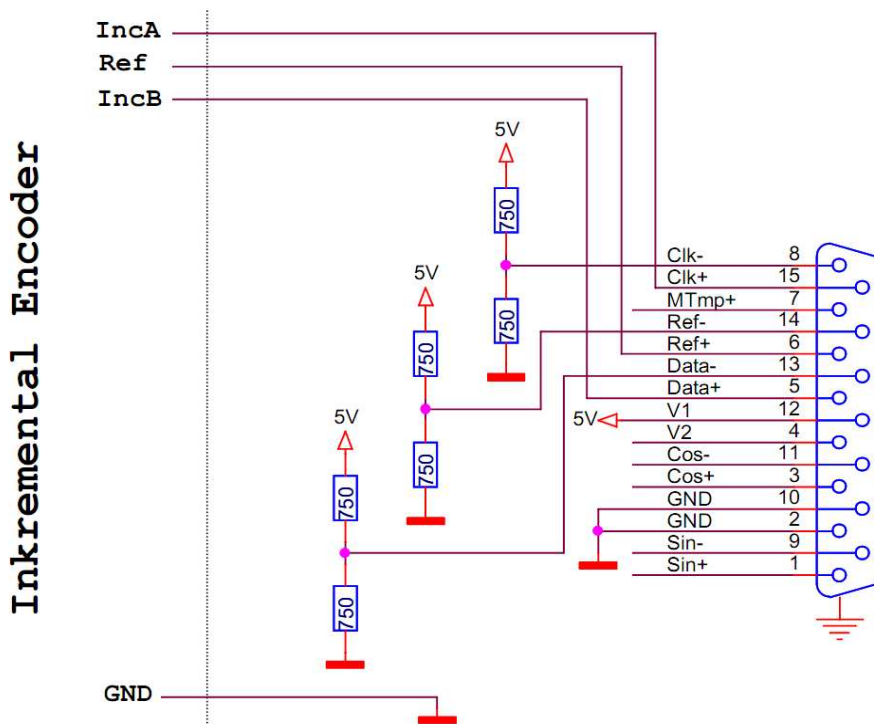 IncA
Ref
IncB
Inkremental Encoder
5V
750
750
5V
750
750
5V
750
750
Clk- 8
Clk+ 15
MTmp+ 7
Ref- 14
Ref+ 6
Data- 13
Data+ 5
5V V1 12
V2 4
Cos- 11
Cos+ 3
GND 10
GND 2
Sin- 9
Sin+ 1
GND